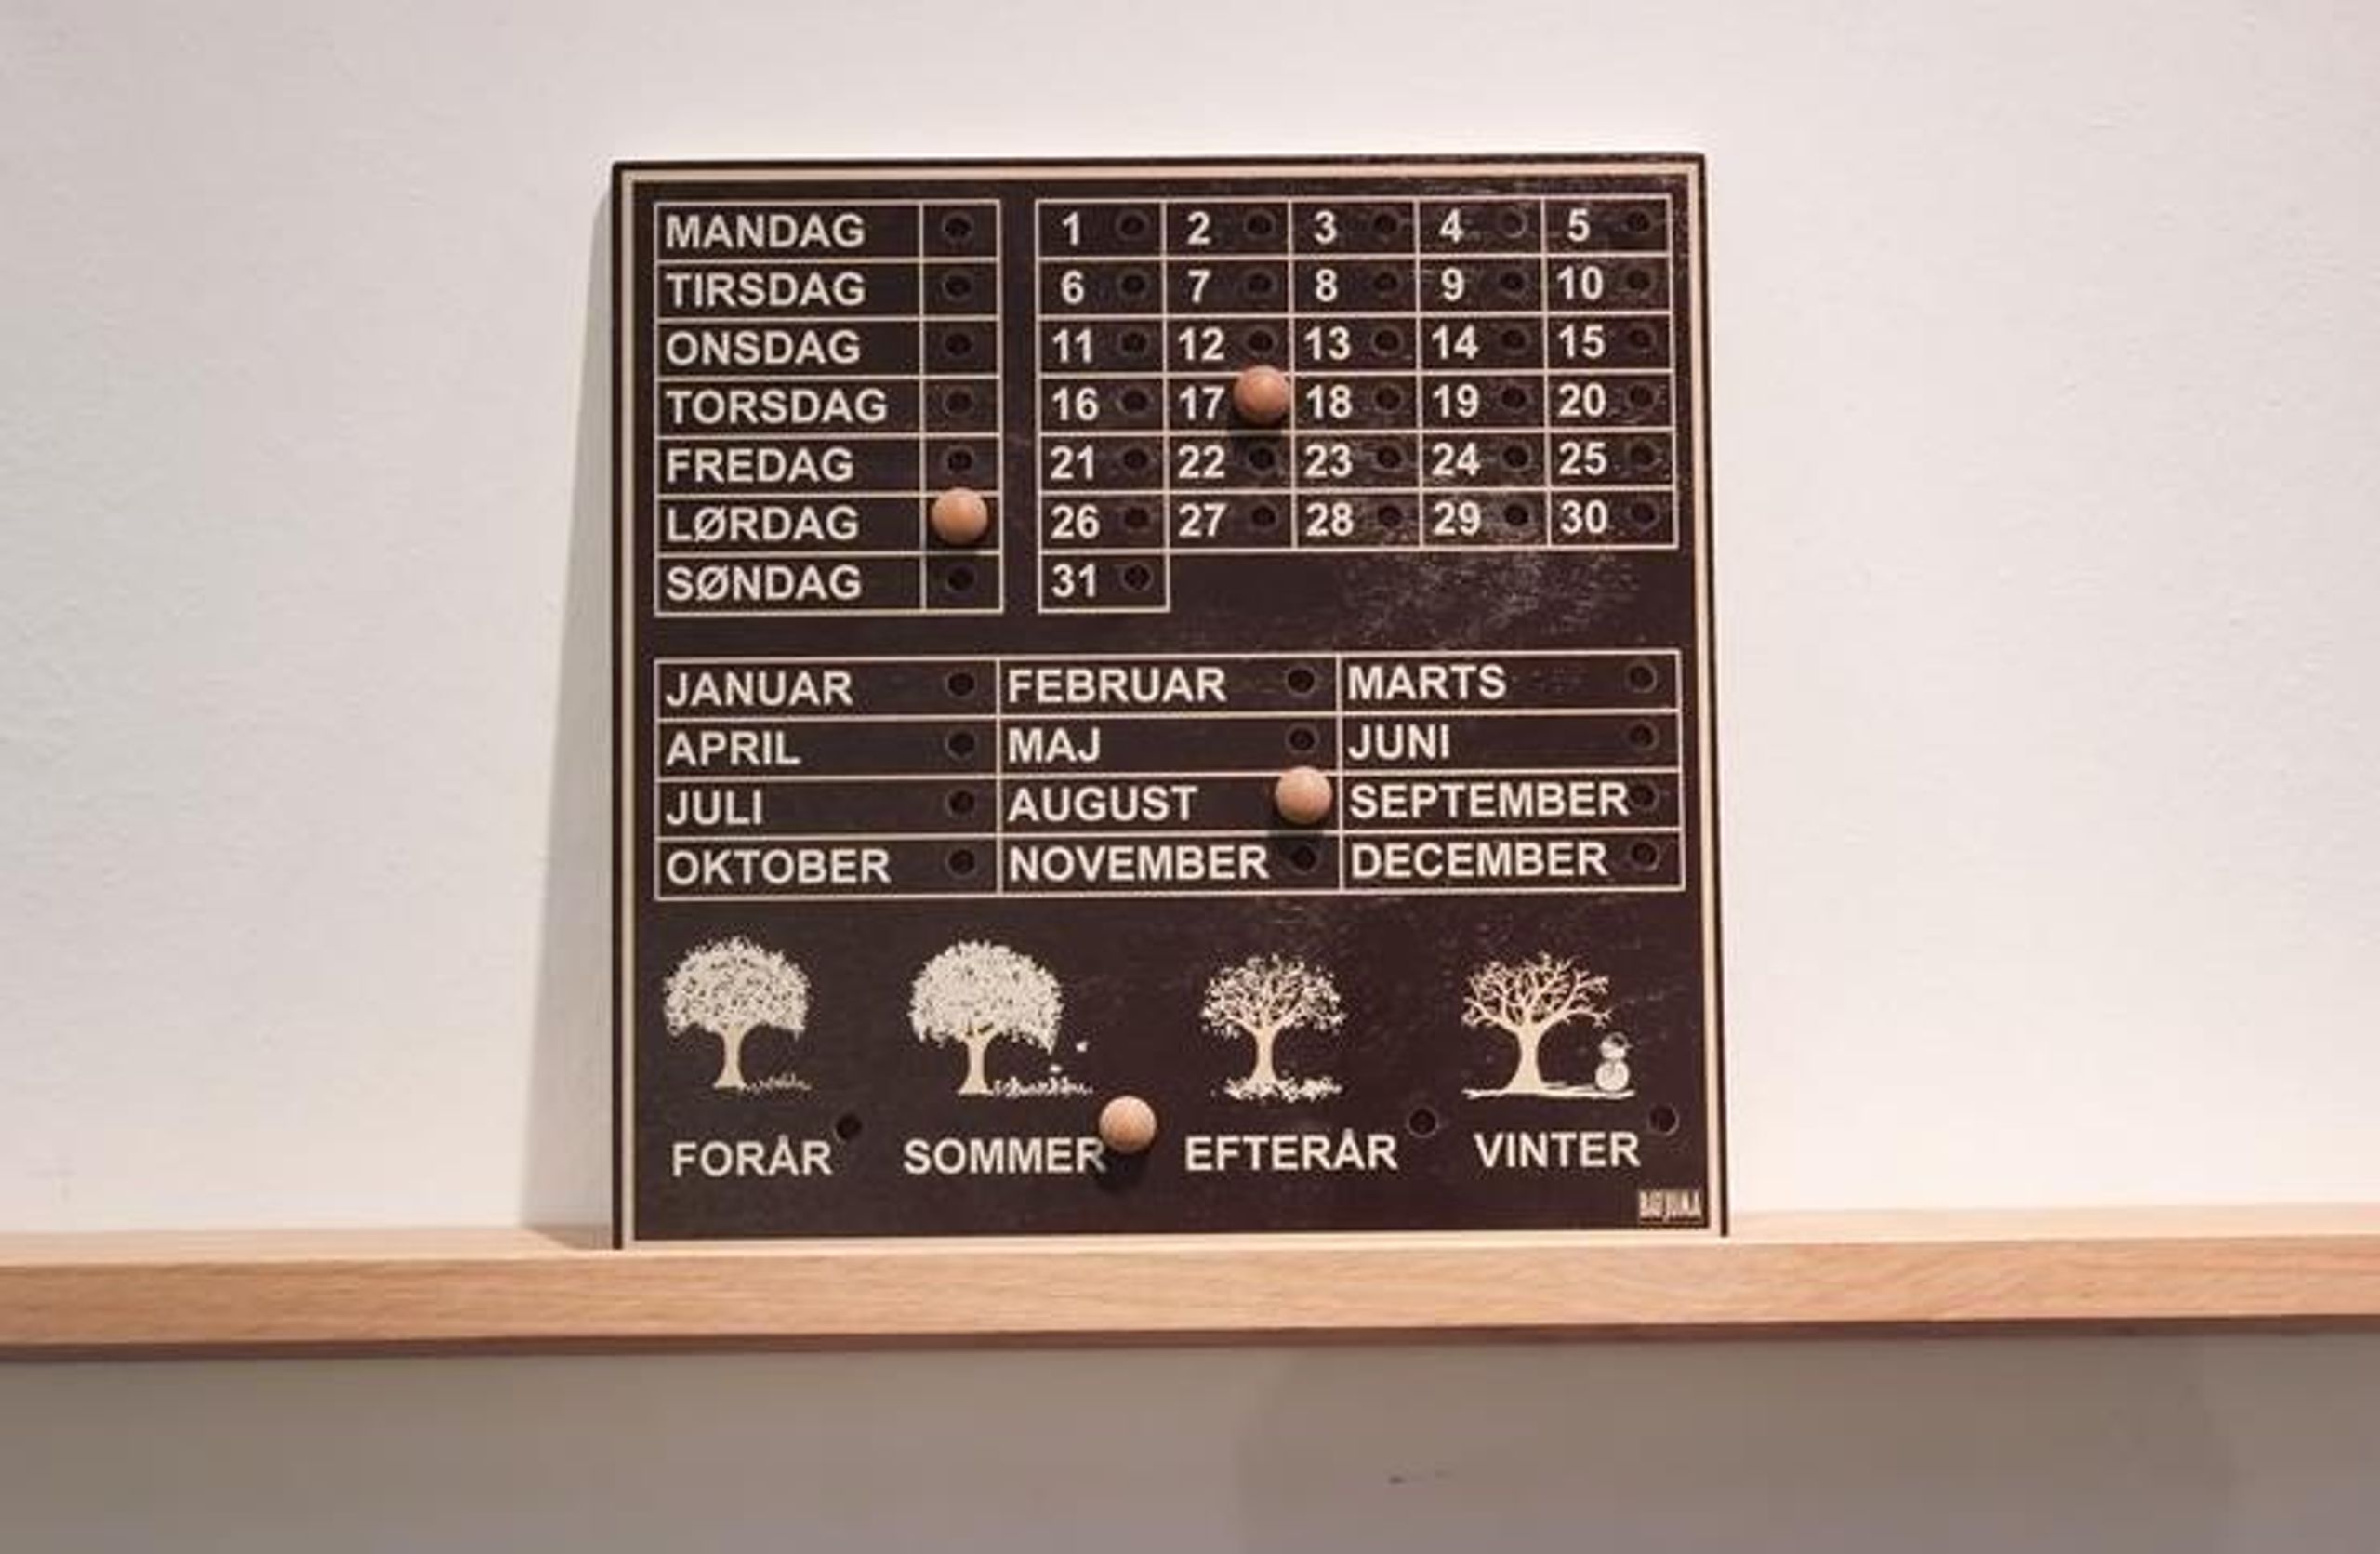 MANDAG
TIRSDAG
ONSDAG
TORSDAG
FREDAG
LØRDAG
SØNDAG
1 2 3 4 5
6 7 8 9 10
11 12 13 14 15
16 17 18 19 20
21 22 23 24 25
26 27 28 29 30
31
JANUAR FEBRUAR MARTS
APRIL MAJ JUNI
JULI AUGUST SEPTEMBER
OKTOBER NOVEMBER DECEMBER
FORÅR SOMMER EFTERÅR VINTER